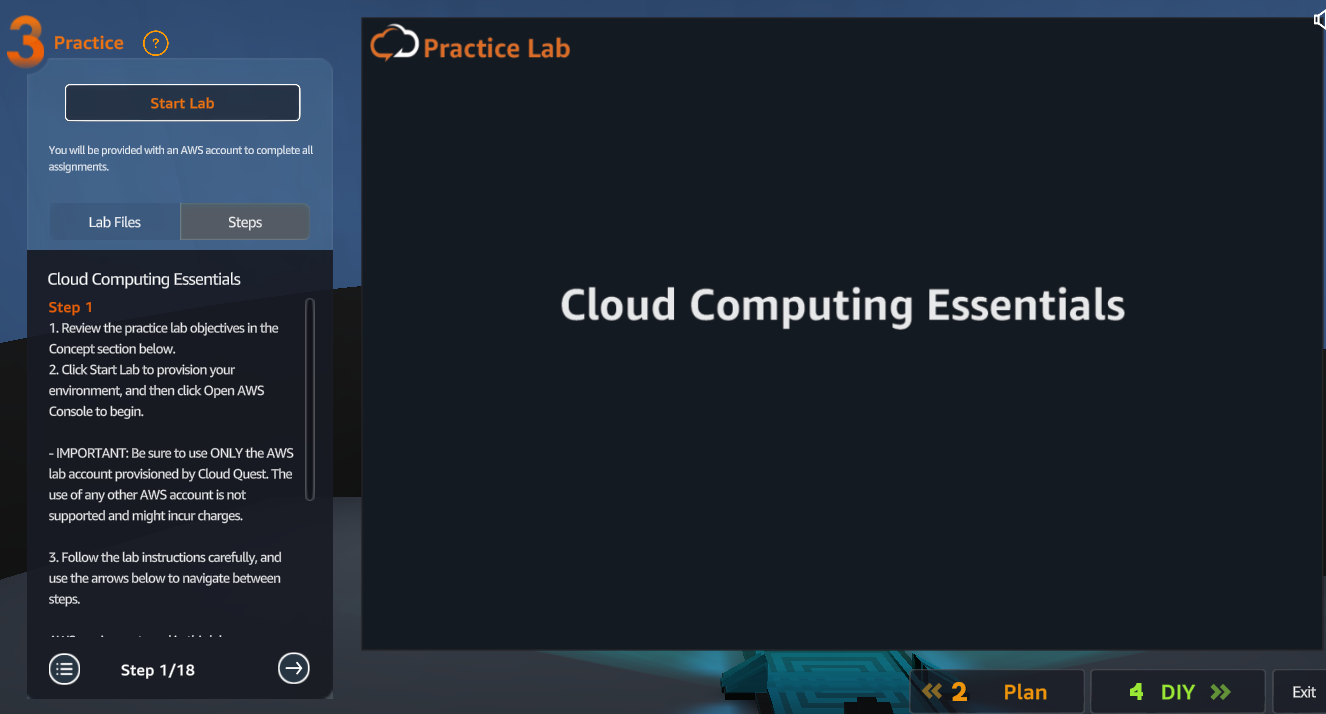 3 Practice ?
Start Lab
You will be provided with an AWS account to complete all
assignments.
Lab Files Steps
Cloud Computing Essentials
Step 1
1. Review the practice lab objectives in the
Concept section below.
2. Click Start Lab to provision your
environment, and then click Open AWS
Console to begin.
- IMPORTANT: Be sure to use ONLY the AWS
lab account provisioned by Cloud Quest. The
use of any other AWS account is not
supported and might incur charges.
3. Follow the lab instructions carefully, and
use the arrows below to navigate between
steps.
Step 1/18
Practice Lab
Cloud Computing Essentials
2 Plan
4 DIY
Exit